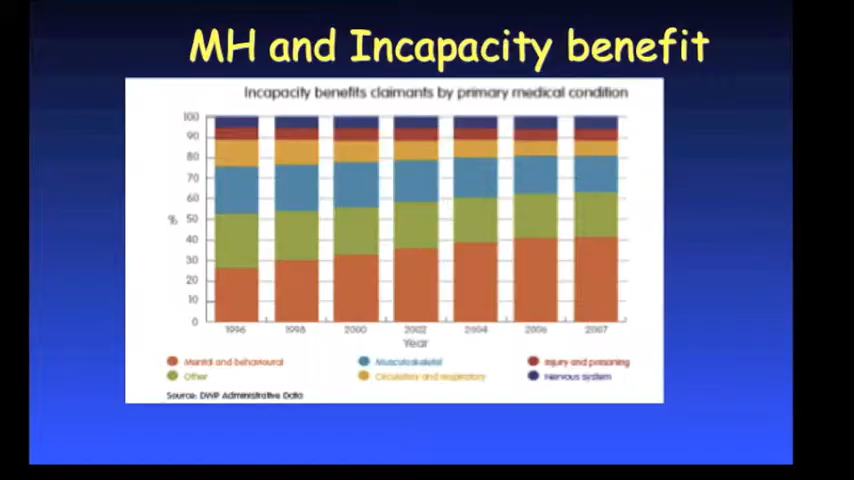 MH and Incapacity benefit
Incapacity benefits claimants by primary medical condition
100
90
80
70
60
%
50
40
30
20
10
0
1996 1998 2000 2002 2004 2006 2007
Year
Mental and behavioural Musculoskeletal Injury and poisoning
Other Circulatory and respiratory Nervous system
Source: DWP Administrative Data